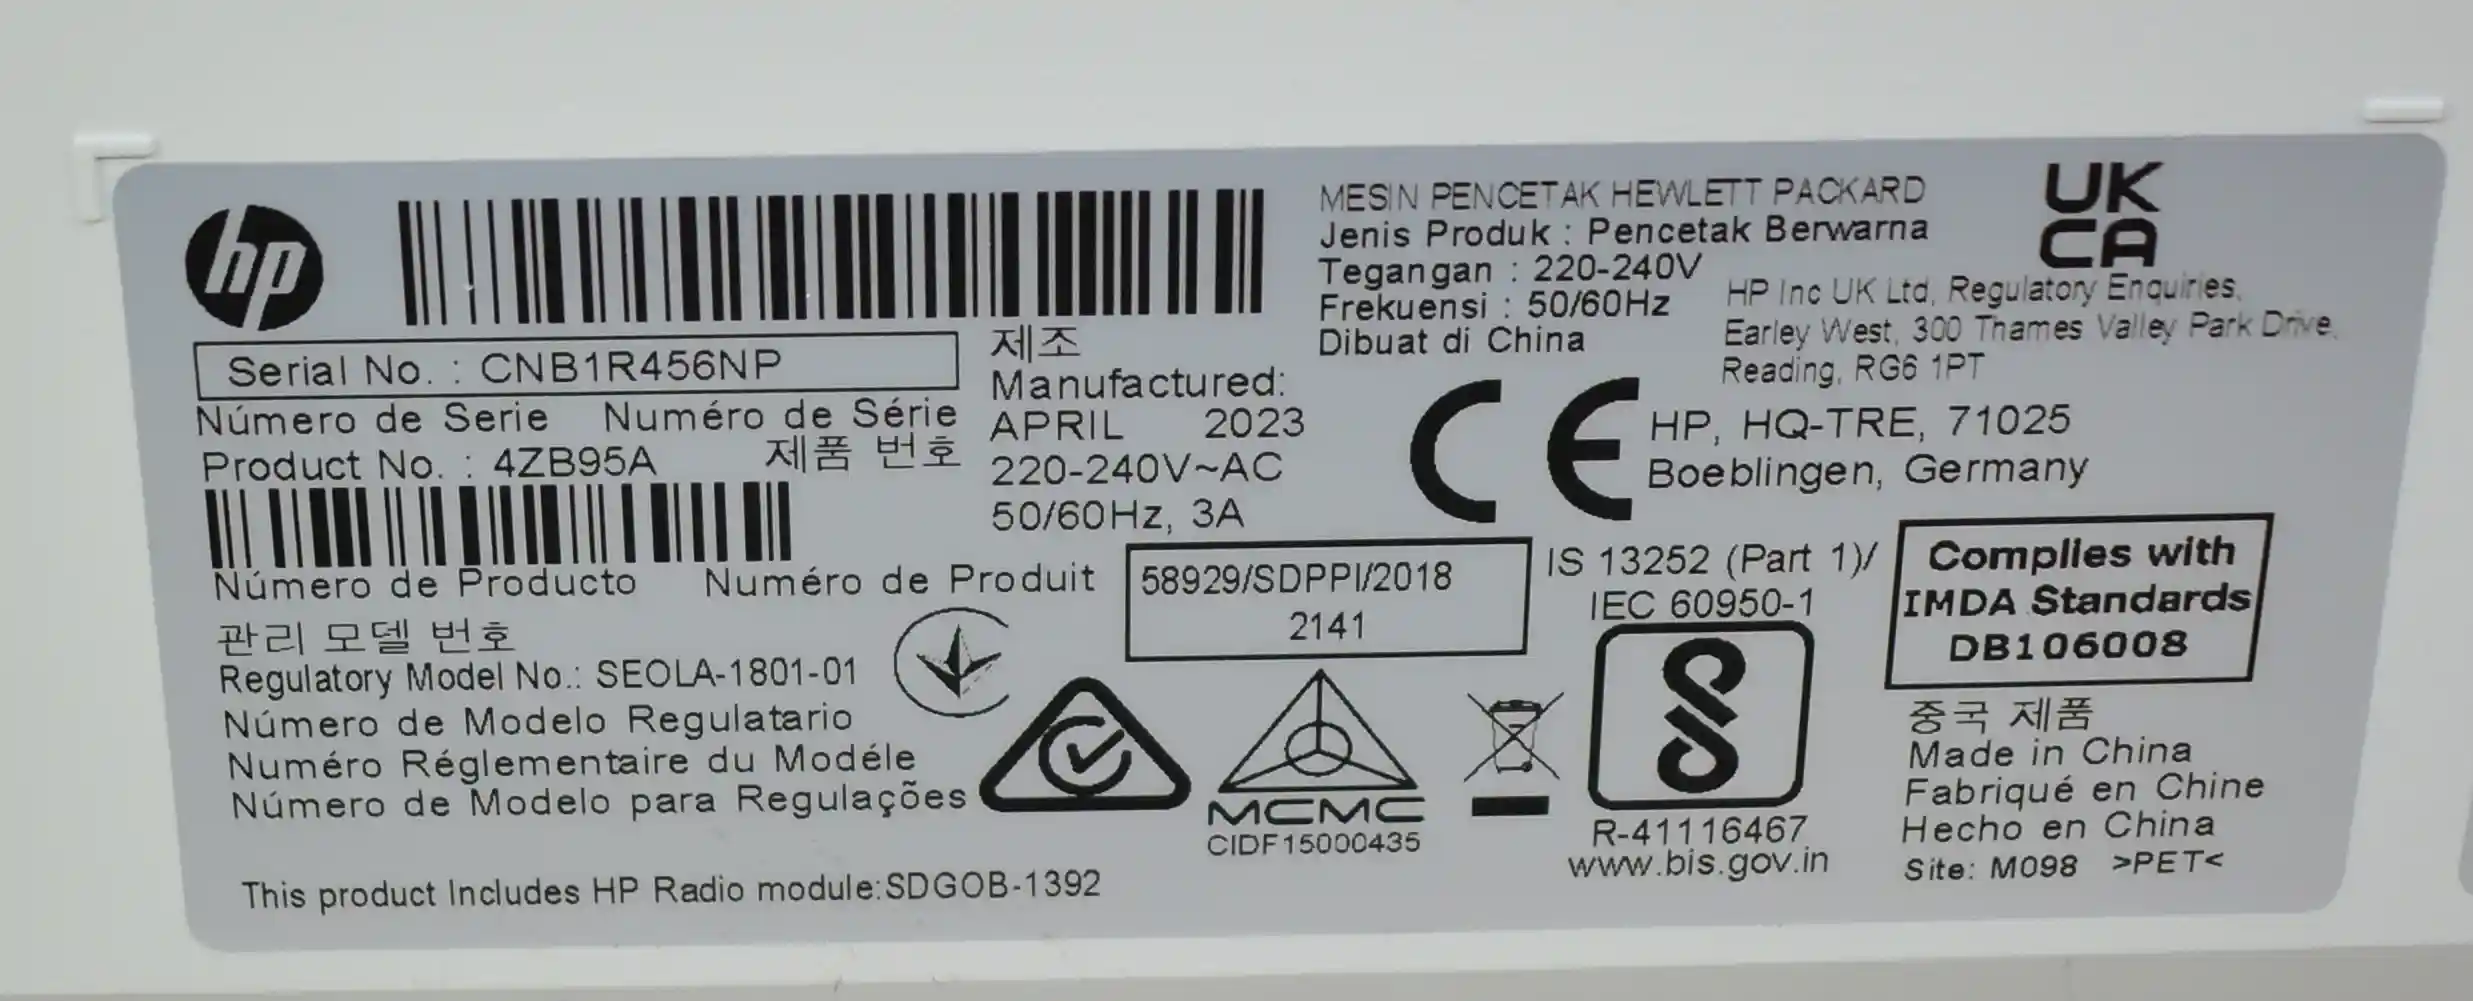 hp
Serial No. : CNB1R456NP
Número de Serie Numéro de Série
Product No. : 4ZB95A 제품 번호
Número de Producto Numéro de Produit
관리 모델 번호
Regulatory Model No.: SEOLA-1801-01
Número de Modelo Regulatario
Numéro Réglementaire du Modéle
Número de Modelo para Regulações
This product Includes HP Radio module:SDGOB-1392
제조
Manufactured:
APRIL 2023
220-240V~AC
50/60Hz, 3A
58929/SDPPI/2018
2141
MCMC
CIDF15000435
MESIN PENCETAK HEWLETT PACKARD
Jenis Produk : Pencetak Berwarna
Tegangan : 220-240V
Frekuensi : 50/60Hz
Dibuat di China
UK
CA
HP Inc UK Ltd, Regulatory Enquiries,
Earley West, 300 Thames Valley Park Drive,
Reading, RG6 1PT
CE
HP, HQ-TRE, 71025
Boeblingen, Germany
IS 13252 (Part 1)/
IEC 60950-1
R-41116467
www.bis.gov.in
Complies with
IMDA Standards
DB106008
중국 제품
Made in China
Fabriqué en Chine
Hecho en China
Site: M098 >PET<